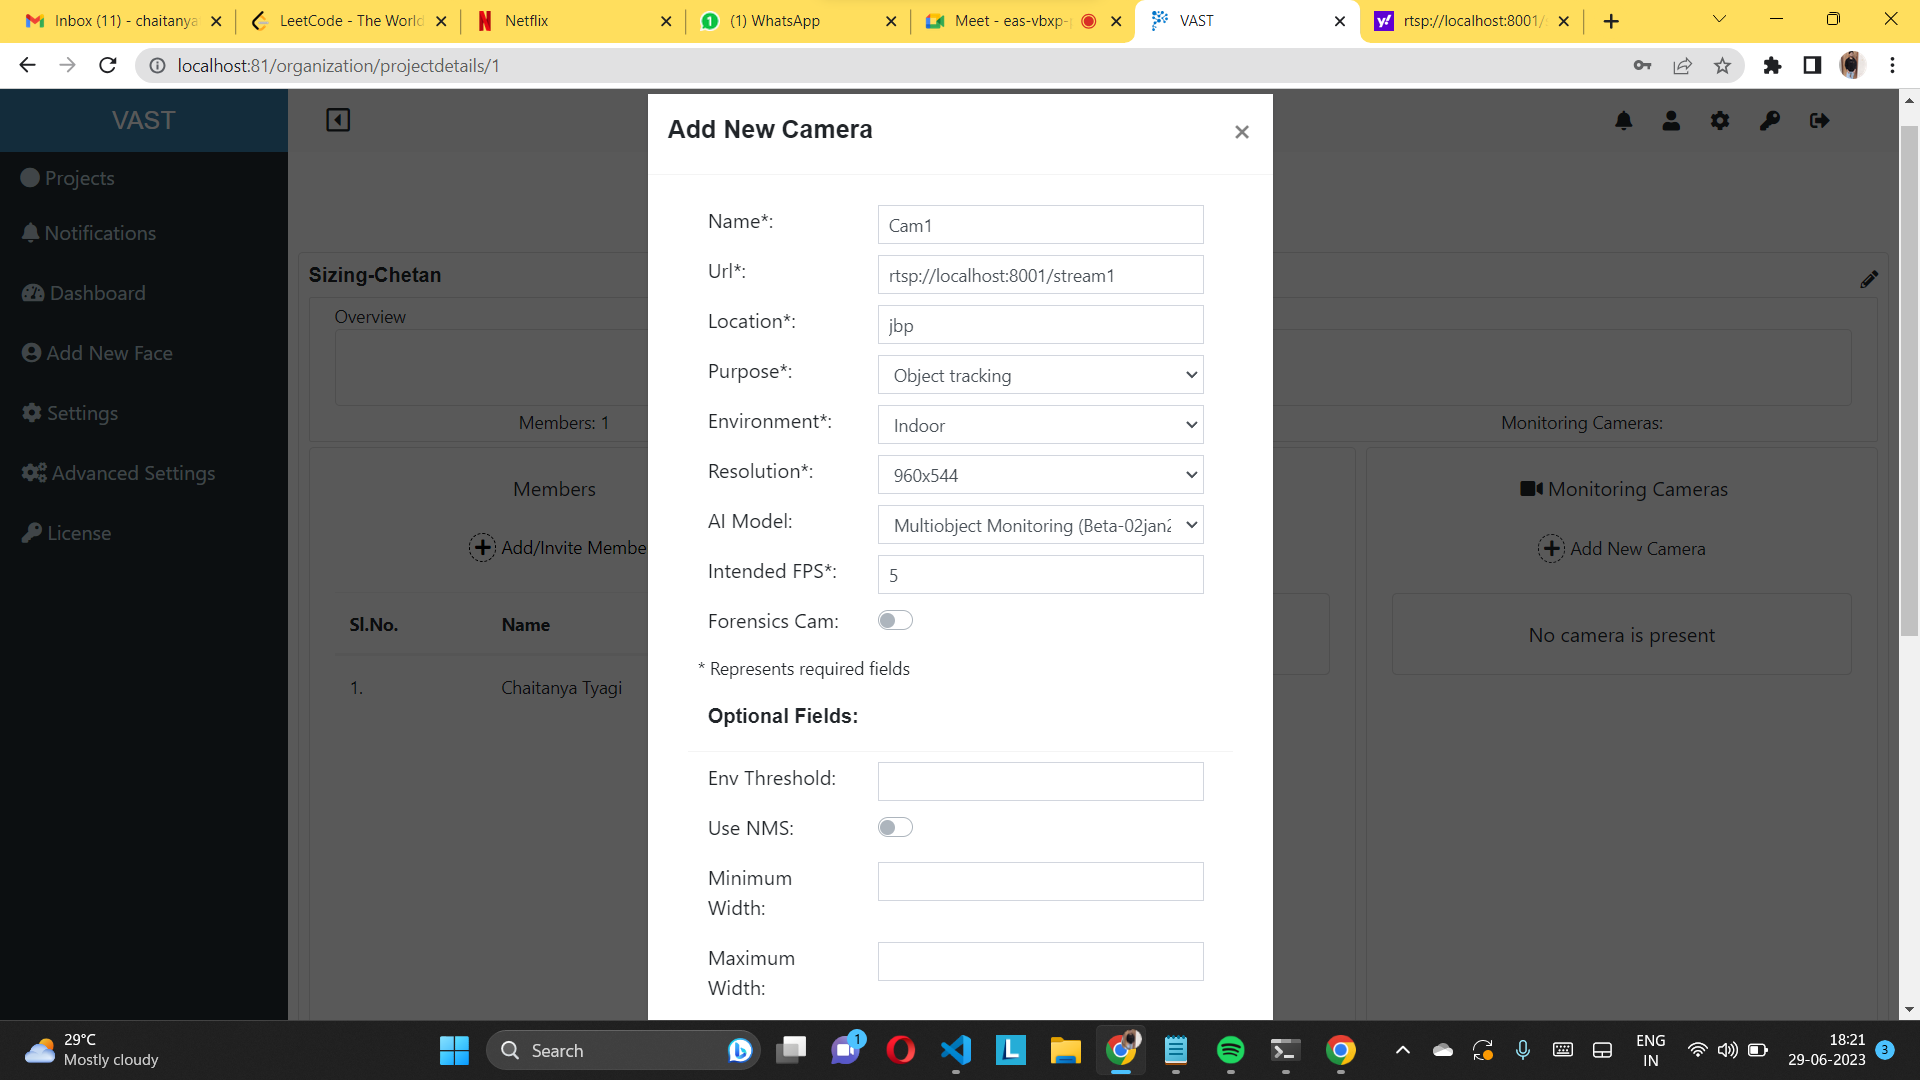 Inbox (11) - chaitanya
LeetCode - The World
Netflix
(1) WhatsApp
Meet - eas-vbxp-
VAST
rtsp://localhost:8001/
localhost:81/organization/projectdetails/1
VAST
Projects
Notifications
Dashboard
Add New Face
Settings
Advanced Settings
License
Sizing-Chetan
Overview
Members: 1
Monitoring Cameras:
Members
Add/Invite Membe
Sl.No. Name
1. Chaitanya Tyagi
Monitoring Cameras
Add New Camera
No camera is present
Add New Camera
Name*: Cam1
Url*: rtsp://localhost:8001/stream1
Location*: jbp
Purpose*: Object tracking
Environment*: Indoor
Resolution*: 960x544
AI Model: Multiobject Monitoring (Beta-02jan2
Intended FPS*: 5
Forensics Cam:
* Represents required fields
Optional Fields:
Env Threshold:
Use NMS:
Minimum
Width:
Maximum
Width:
29°C
Mostly cloudy
Search
1
ENG
IN
18:21
29-06-2023
3